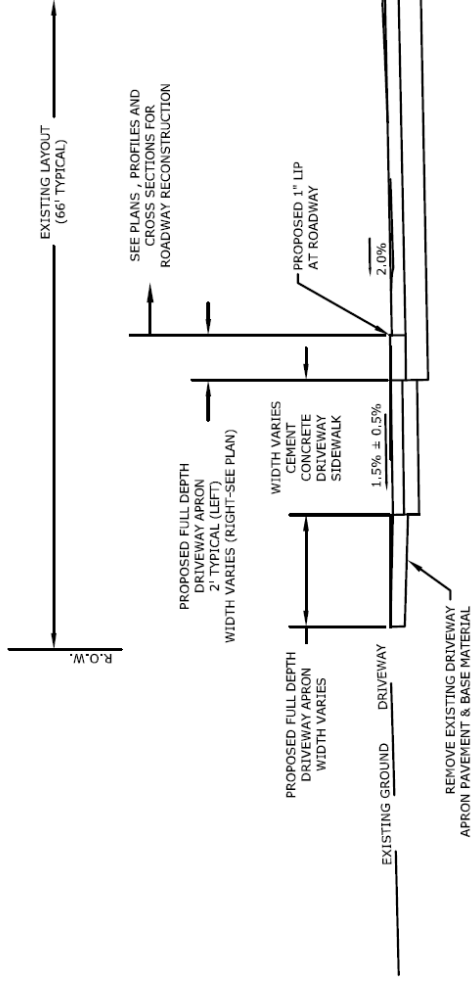 EXISTING LAYOUT
(66' TYPICAL)
R.O.W.
SEE PLANS , PROFILES AND
CROSS SECTIONS FOR
ROADWAY RECONSTRUCTION
PROPOSED FULL DEPTH
DRIVEWAY APRON
2' TYPICAL (LEFT)
WIDTH VARIES (RIGHT-SEE PLAN)
PROPOSED FULL DEPTH
DRIVEWAY APRON
WIDTH VARIES
WIDTH VARIES
CEMENT
CONCRETE
DRIVEWAY
SIDEWALK
PROPOSED 1" LIP
AT ROADWAY
EXISTING GROUND
DRIVEWAY
1.5% ± 0.5%
2.0%
REMOVE EXISTING DRIVEWAY
APRON PAVEMENT & BASE MATERIAL